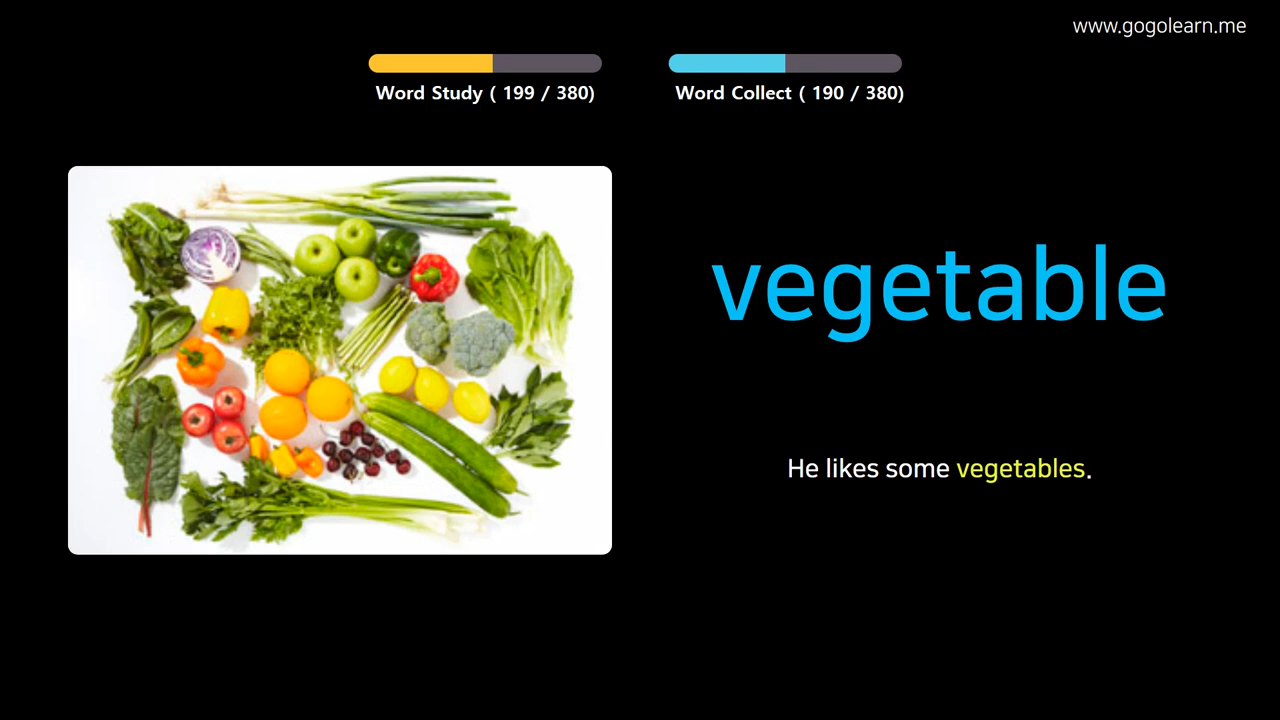 www.gogolearn.me
Word Study ( 199 / 380)
Word Collect ( 190 / 380)
vegetable
He likes some vegetables.